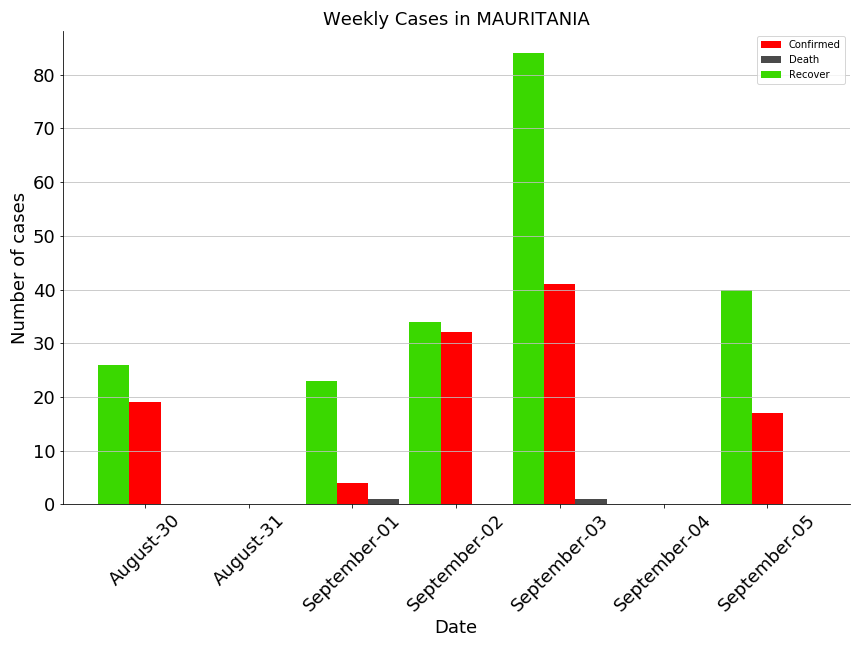 Weekly Cases in MAURITANIA
Confirmed
Death
Recover
Number of cases
80
70
60
50
40
30
20
10
0
August-30
August-31
September-01
September-02
September-03
September-04
September-05
Date